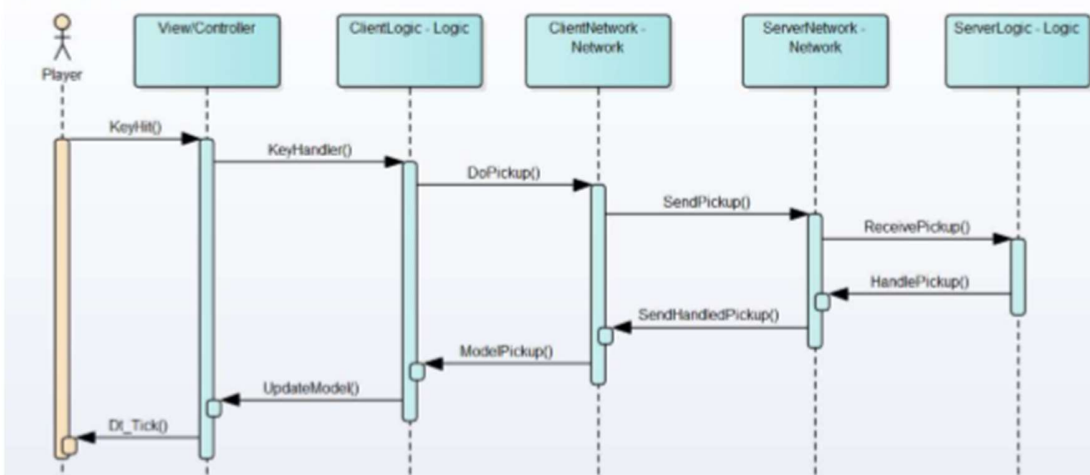 View/Controller
ClientLogic - Logic
ClientNetwork -
Network
ServerNetwork -
Network
ServerLogic - Logic
Player
KeyHit()
KeyHandler()
DoPickup()
SendPickup()
ReceivePickup()
HandlePickup()
SendHandledPickup()
ModelPickup()
UpdateModel()
Dt_Tick()